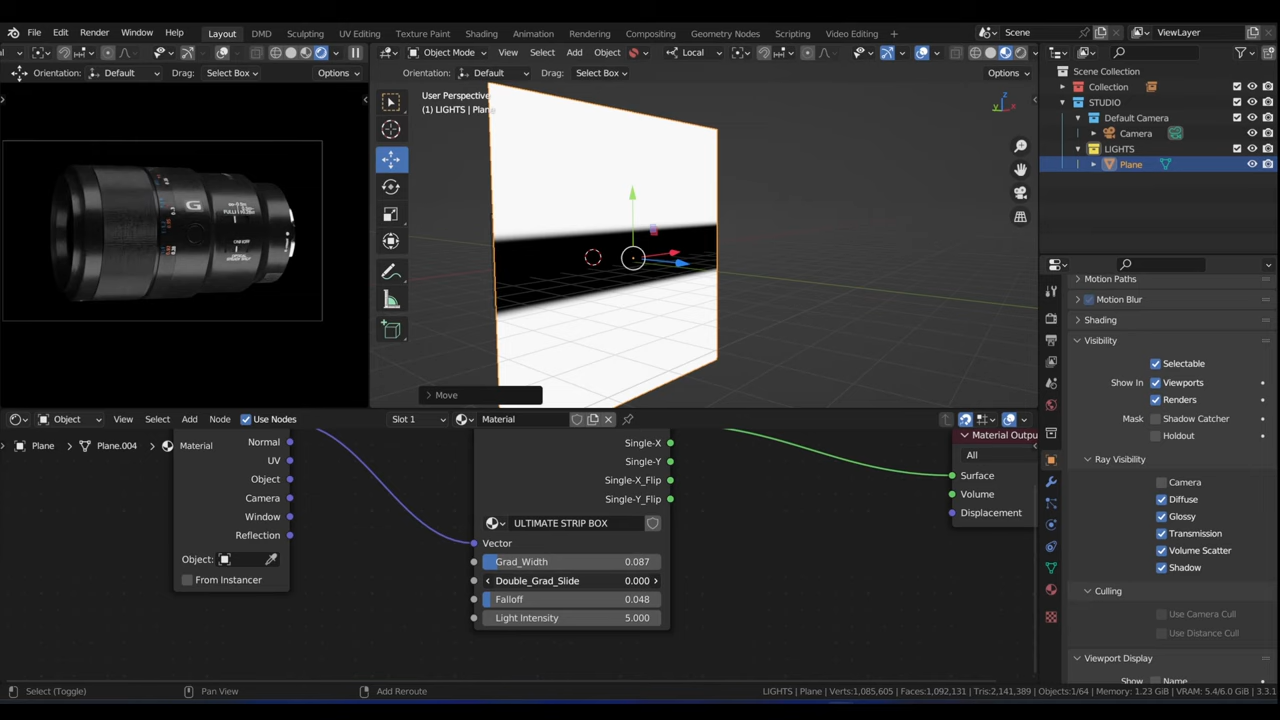 File Edit Render Window Help Layout DMD Sculpting UV Editing Texture Paint Shading Animation Rendering Compositing Geometry Nodes Scripting Video Editing + Scene ViewLayer
Object Mode View Select Add Object Local
Orientation: Default Drag: Select Box Options
Orientation: Default Drag: Select Box Options
User Perspective
(1) LIGHTS | Plane
Z
X
G
Move
Scene Collection
Collection
STUDIO
Default Camera
Camera
LIGHTS
Plane
Motion Paths
Motion Blur
Shading
Visibility
Selectable
Show In Viewports
Renders
Mask Shadow Catcher
Holdout
Ray Visibility
Camera
Diffuse
Glossy
Transmission
Volume Scatter
Shadow
Culling
Use Camera Cull
Use Distance Cull
Viewport Display
Show Name
Object View Select Add Node Use Nodes Slot 1 Material
Plane Plane.004 Material
Normal
UV
Object
Camera
Window
Reflection
Object:
From Instancer
Single-X
Single-Y
Single-X_Flip
Single-Y_Flip
ULTIMATE STRIP BOX
Vector
Grad_Width 0.087
Double_Grad_Slide 0.000
Falloff 0.048
Light Intensity 5.000
Material Outpu
All
Surface
Volume
Displacement
Select (Toggle) Pan View Add Reroute LIGHTS | Plane | Verts:1,085,605 | Faces:1,092,131 | Tris:2,141,389 | Objects:1/64 | Memory: 1.23 GiB | VRAM: 5.4/6.0 GiB | 3.3.1